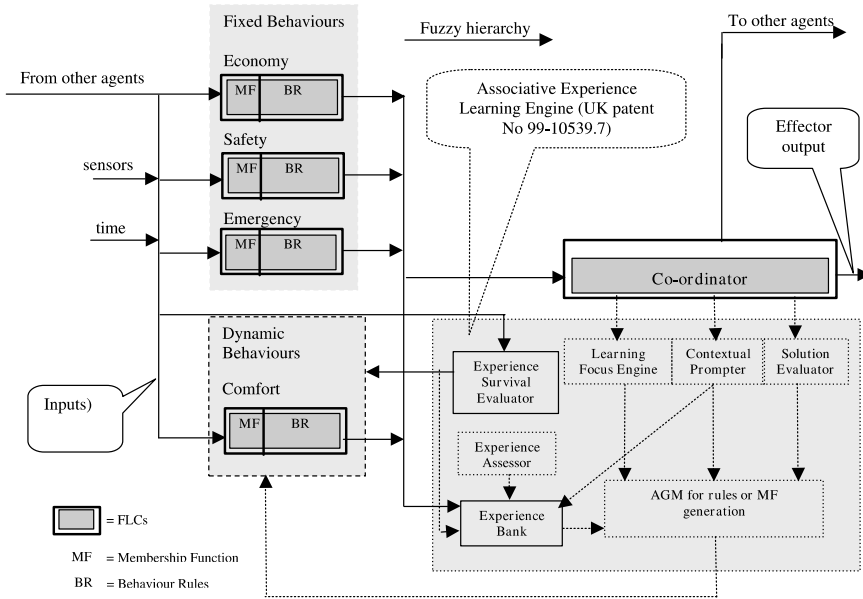 Fixed Behaviours
Fuzzy hierarchy
To other agents
Economy
From other agents
MF BR
Associative Experience
Learning Engine (UK patent
No 99-10539.7)
Effector
output
Safety
sensors
MF BR
time
Emergency
MF BR
Co-ordinator
Dynamic
Behaviours
Experience
Survival
Evaluator
Learning
Focus Engine
Contextual
Prompter
Solution
Evaluator
Comfort
Inputs)
MF BR
Experience
Assessor
AGM for rules or MF
generation
Experience
Bank
= FLCs
MF = Membership Function
BR = Behaviour Rules